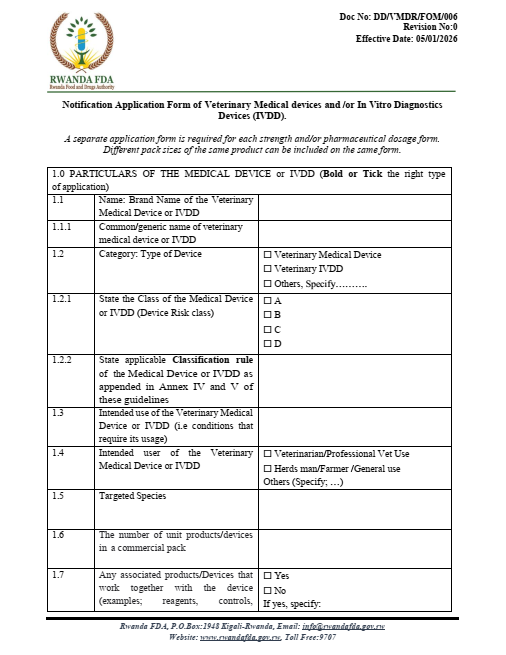 Doc No: DD/VMDR/FOM/006
Revision No:0
Effective Date: 05/01/2026
RWANDA FDA
Rwanda Food and Drugs Authority
Notification Application Form of Veterinary Medical devices and /or In Vitro Diagnostics
Devices (IVDD).
A separate application form is required for each strength and/or pharmaceutical dosage form.
Different pack sizes of the same product can be included on the same form.
1.0 PARTICULARS OF THE MEDICAL DEVICE or IVDD (Bold or Tick the right type
of application)
1.1 Name: Brand Name of the Veterinary
Medical Device or IVDD
1.1.1 Common/generic name of veterinary
medical device or IVDD
1.2 Category: Type of Device
☐ Veterinary Medical Device
☐ Veterinary IVDD
☐ Others, Specify……….
1.2.1 State the Class of the Medical Device
or IVDD (Device Risk class)
☐ A
☐ B
☐ C
☐ D
1.2.2 State applicable Classification rule
of the Medical Device or IVDD as
appended in Annex IV and V of
these guidelines
1.3 Intended use of the Veterinary Medical
Device or IVDD (i.e conditions that
require its usage)
1.4 Intended user of the Veterinary
Medical Device or IVDD
☐ Veterinarian/Professional Vet Use
☐ Herds man/Farmer /General use
Others (Specify; …)
1.5 Targeted Species
1.6 The number of unit products/devices
in a commercial pack
1.7 Any associated products/Devices that
work together with the device
(examples; reagents, controls,
☐ Yes
☐ No
If yes, specify:
Rwanda FDA, P.O.Box:1948 Kigali-Rwanda, Email: info@rwandafda.gov.rw
Website: www.rwandafda.gov.rw, Toll Free:9707